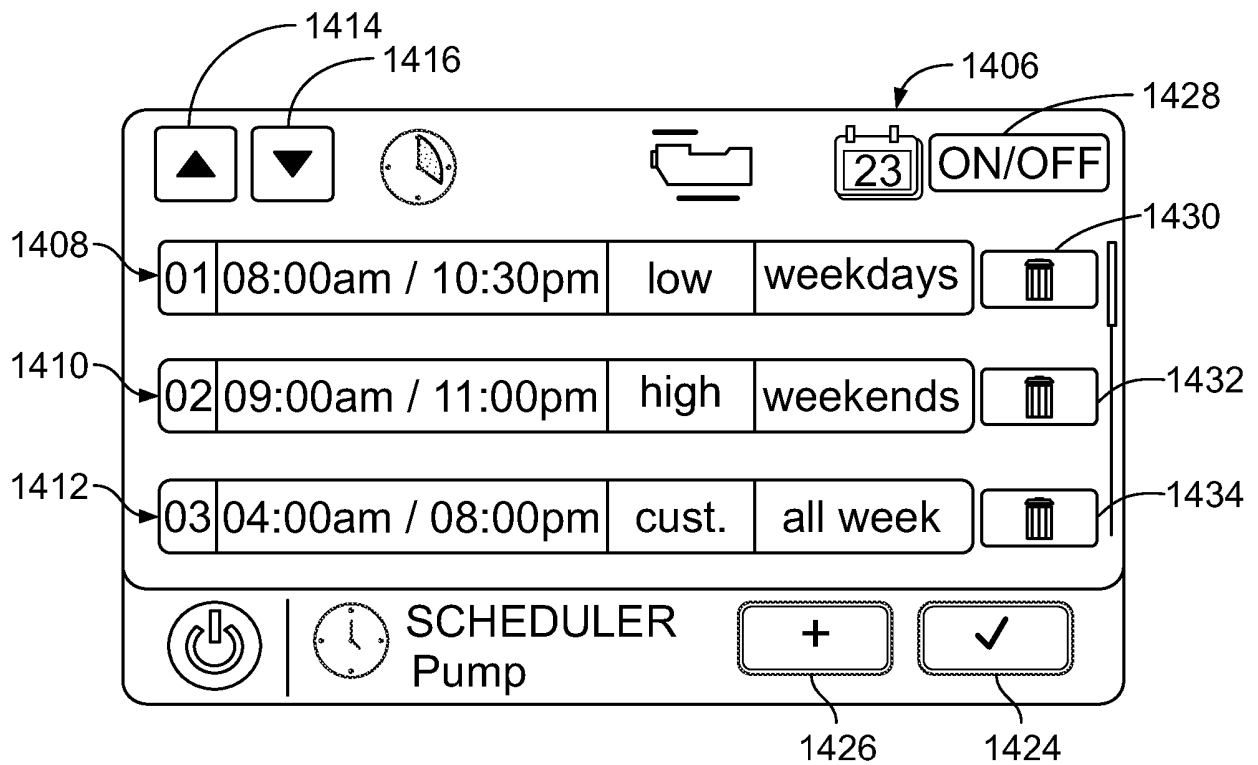 1414
1416
1406
1428
23 ON/OFF
1430
1408
01 08:00am / 10:30pm low weekdays
1410
02 09:00am / 11:00pm high weekends
1432
1412
03 04:00am / 08:00pm cust. all week
1434
SCHEDULER
Pump
+
1426
1424